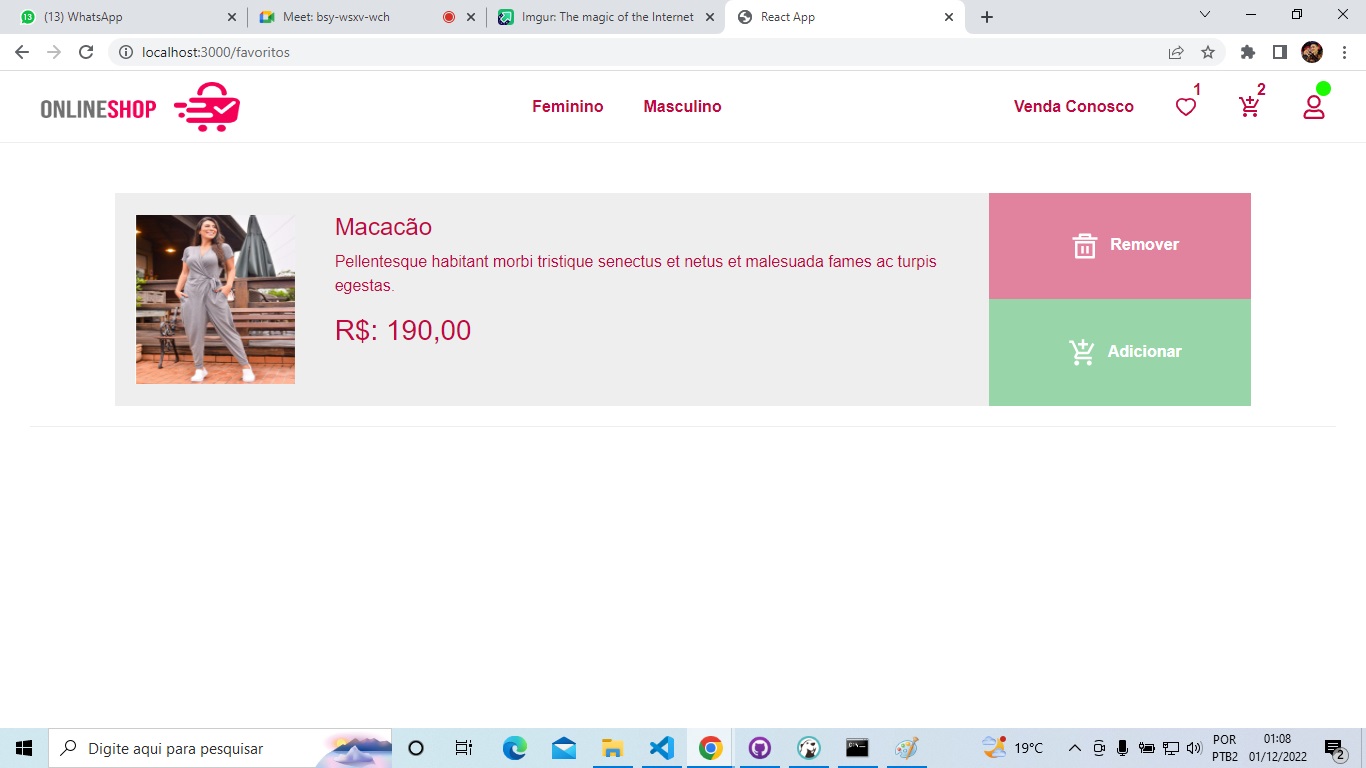 (13) WhatsApp
Meet: bsy-wsxv-wch
Imgur: The magic of the Internet
React App
localhost:3000/favoritos
ONLINESHOP
Feminino
Masculino
Venda Conosco
1
2
Macacão
Pellentesque habitant morbi tristique senectus et netus et malesuada fames ac turpis
egestas.
R$: 190,00
Remover
Adicionar
Digite aqui para pesquisar
19°C
POR
PTB2
01:08
01/12/2022
2